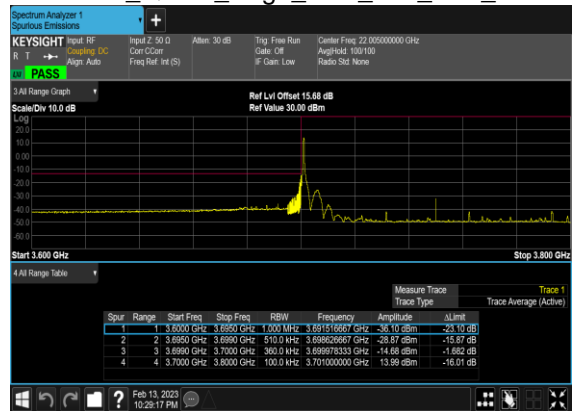 Spectrum Analyzer 1
Spurious Emissions
+
KEYSIGHT Input: RF Input Z: 50 Ω Atten: 30 dB Trig: Free Run Center Freq: 22.005000000 GHz
R T Coupling: DC Corr CCorr Gate: Off Avg|Hold: 100/100
Align: Auto Freq Ref: Int (S) IF Gain: Low Radio Std: None
PASS
3 All Range Graph
Ref Lvl Offset 15.68 dB
Scale/Div 10.0 dB Ref Value 30.00 dBm
Log
20.0
10.0
0.00
-10.0
-20.0
-30.0
-40.0
-50.0
-60.0
Start 3.600 GHz Stop 3.800 GHz
4 All Range Table
Measure Trace Trace 1
Trace Type Trace Average (Active)
Spur Range Start Freq Stop Freq RBW Frequency Amplitude ΔLimit
1 1 3.6000 GHz 3.6950 GHz 1.000 MHz 3.691516667 GHz -36.10 dBm -23.10 dB
2 2 3.6950 GHz 3.6990 GHz 510.0 kHz 3.698626667 GHz -28.87 dBm -15.87 dB
3 3 3.6990 GHz 3.7000 GHz 360.0 kHz 3.699978333 GHz -14.68 dBm -1.682 dB
4 4 3.7000 GHz 3.8000 GHz 100.0 kHz 3.701000000 GHz 13.99 dBm -16.01 dB
? Feb 13, 2023
10:29:17 PM